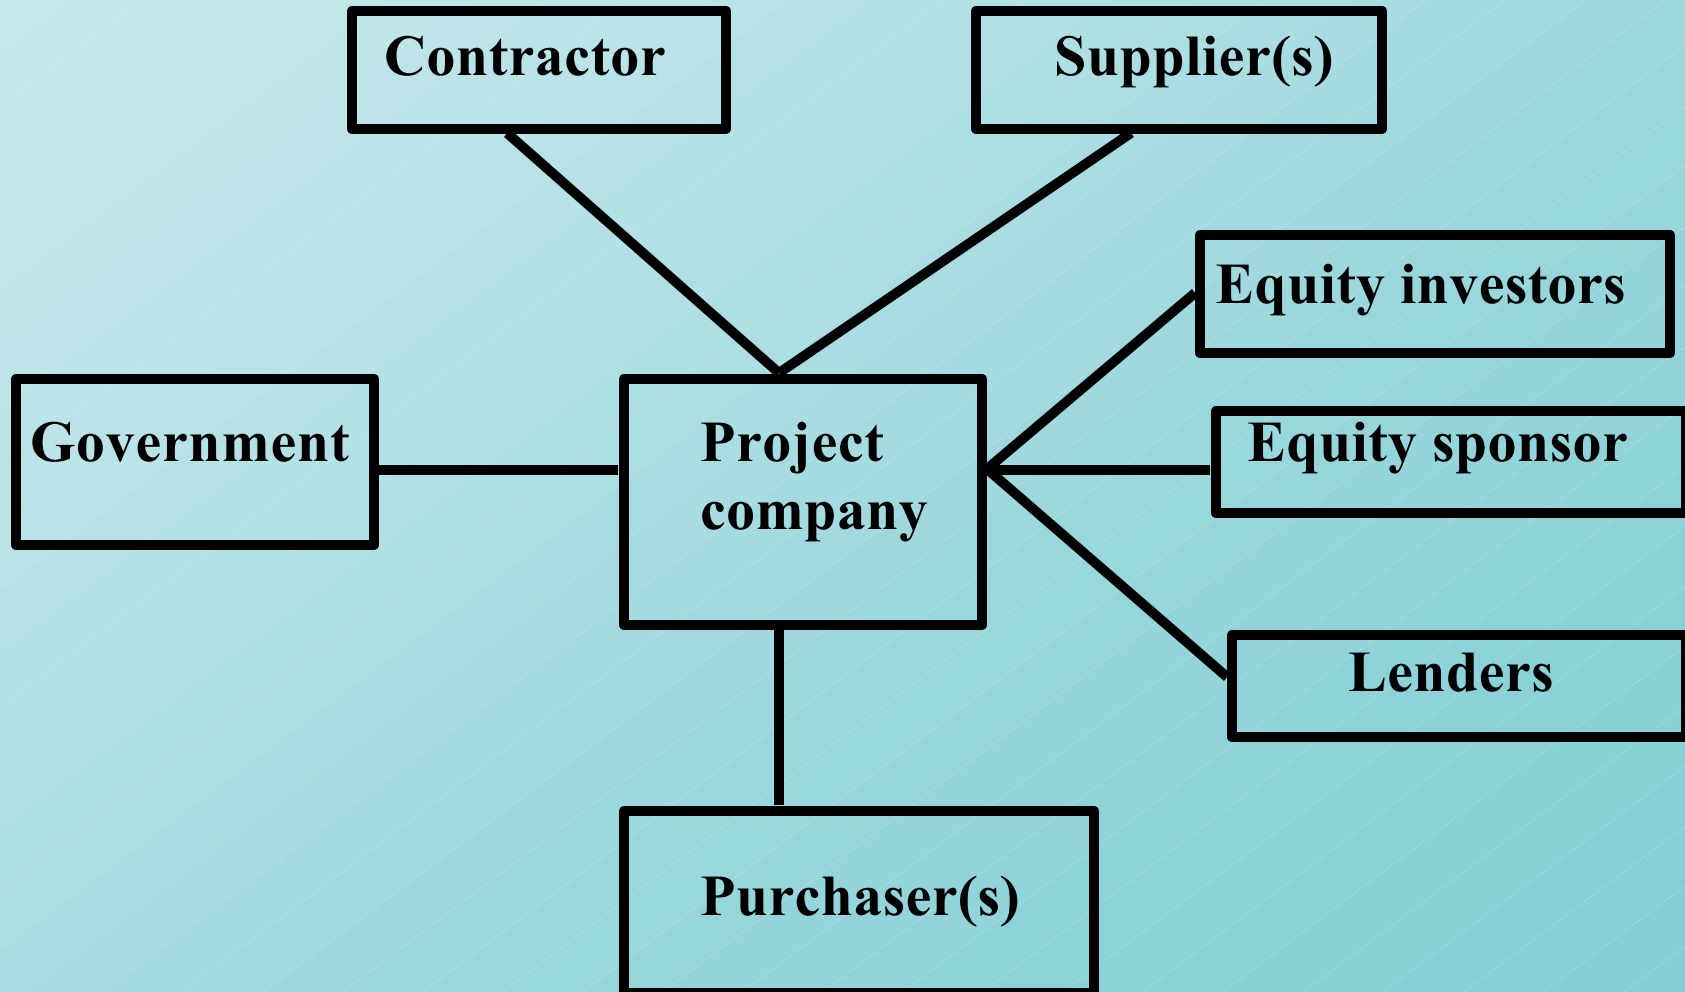 Contractor
Supplier(s)
Equity investors
Government
Project
company
Equity sponsor
Lenders
Purchaser(s)